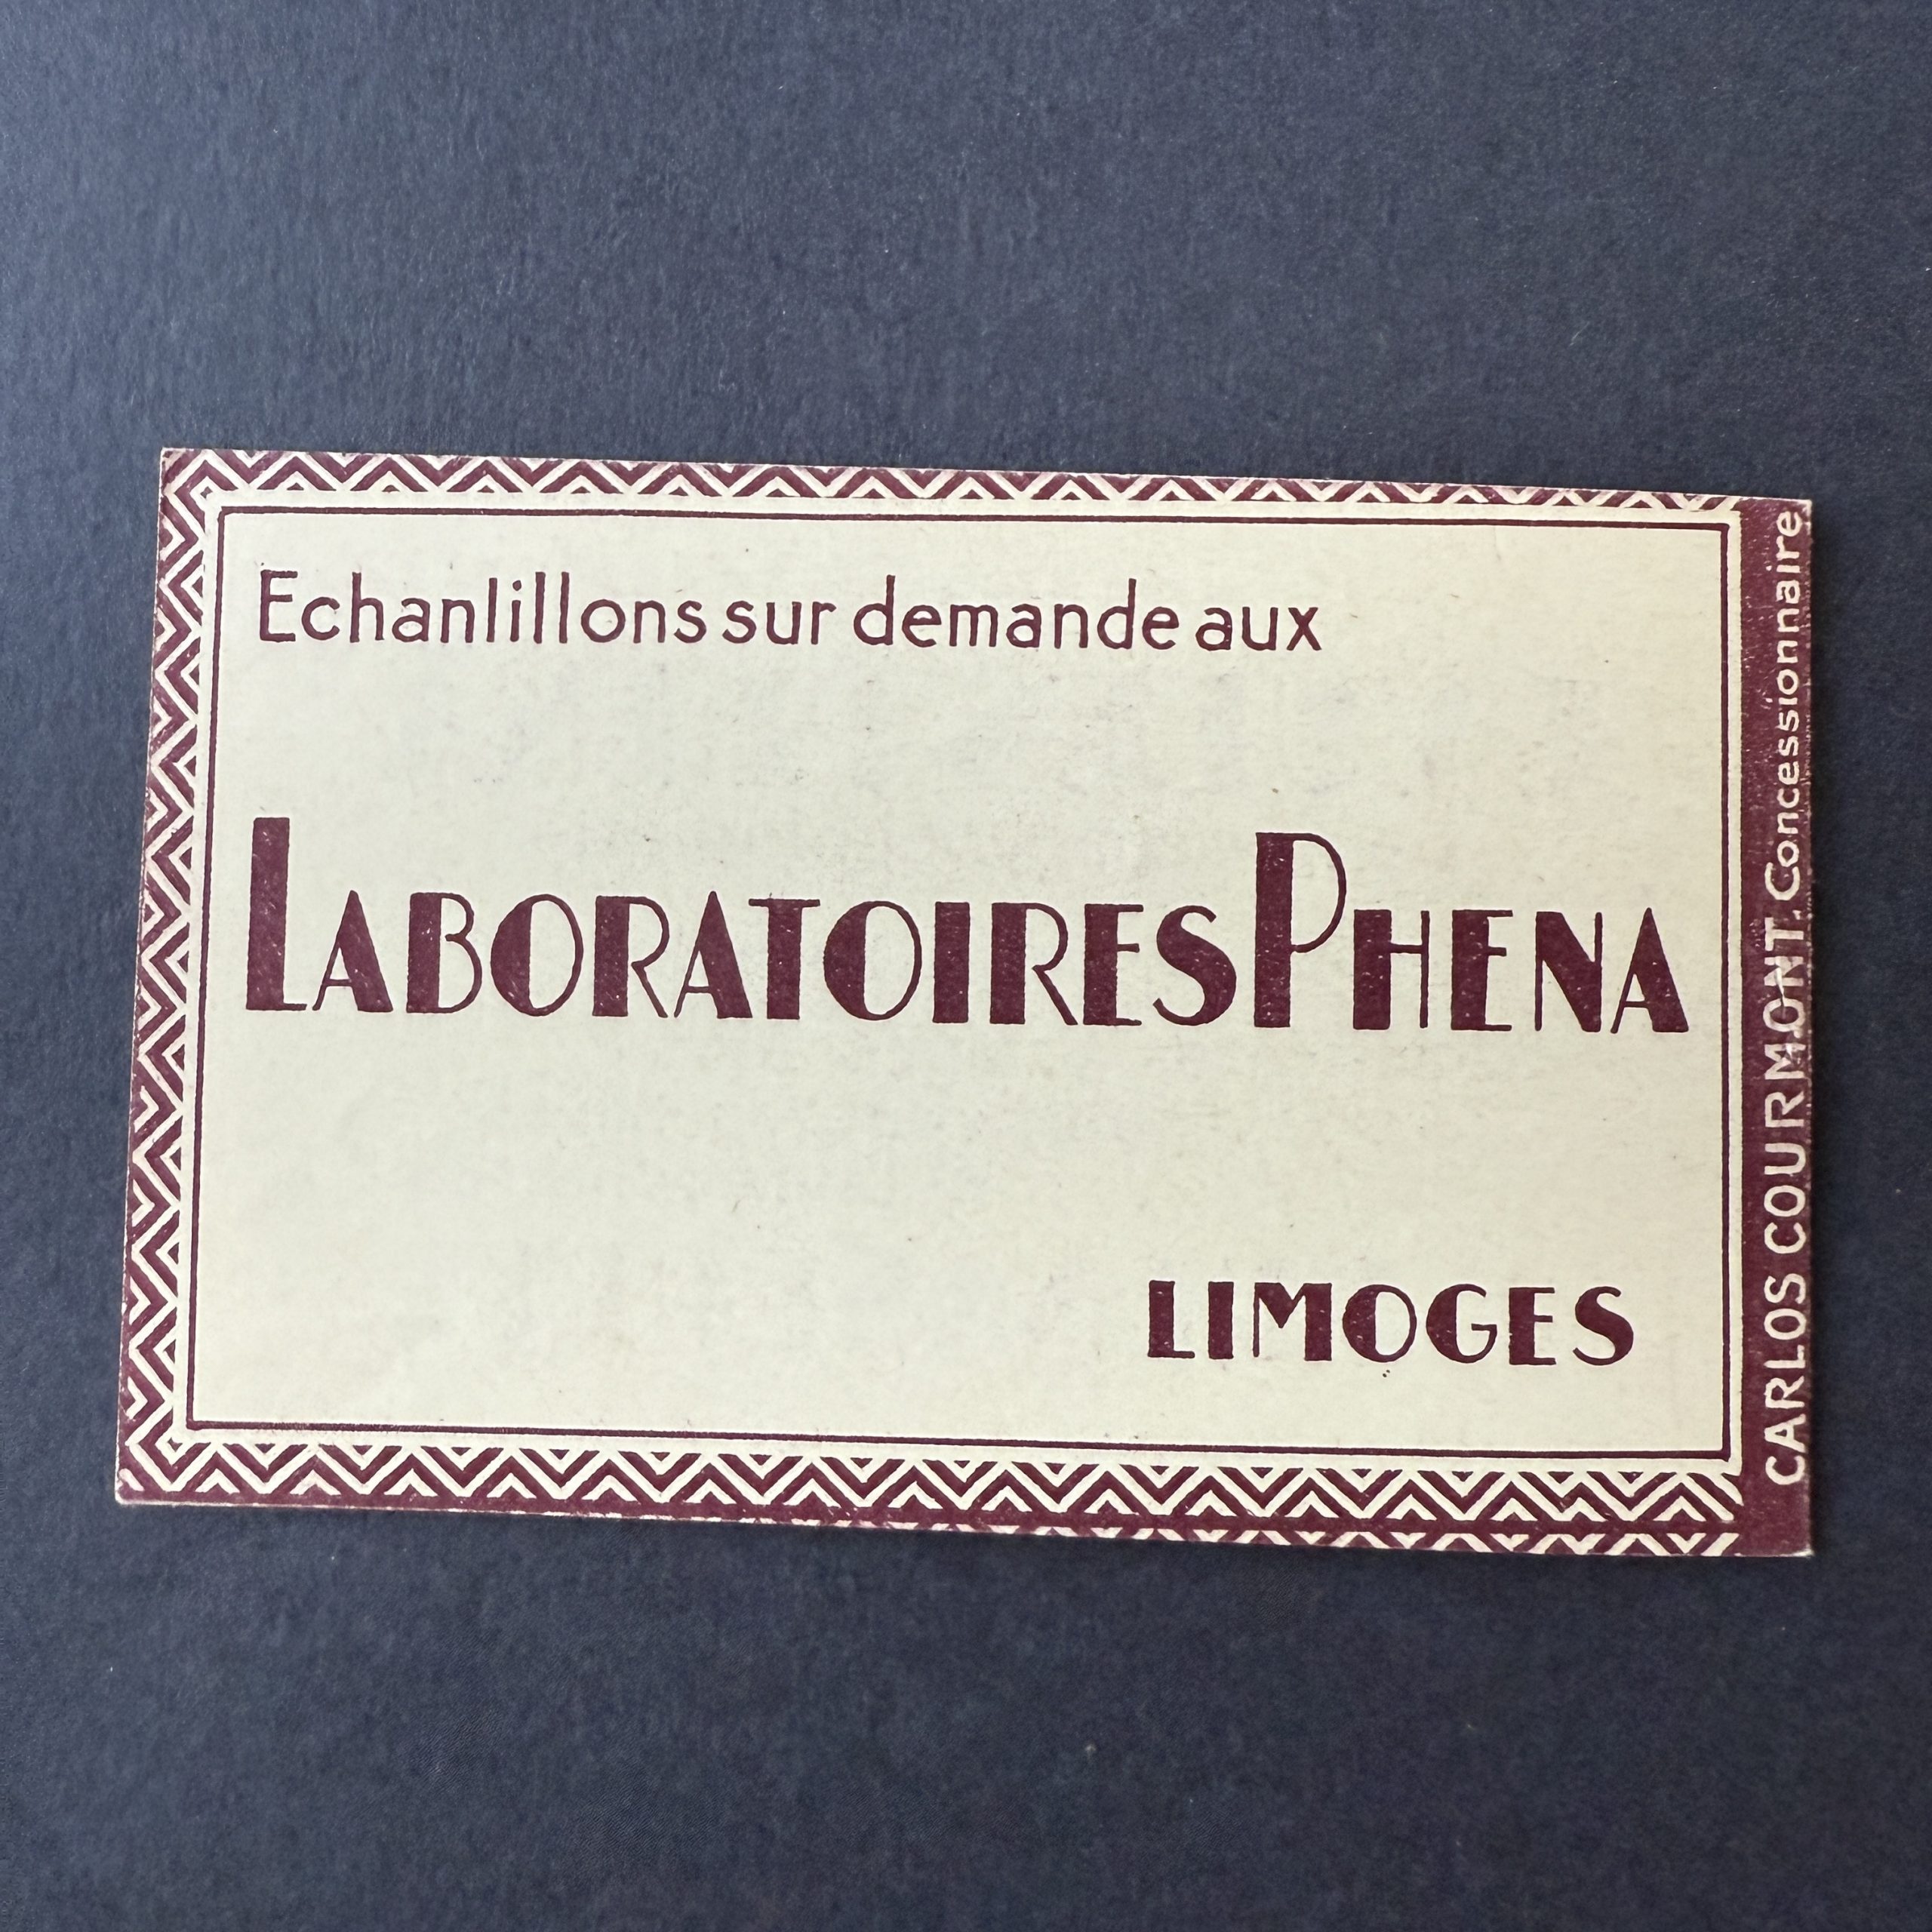 Echanlillons sur demande aux
LABORATOIRES PHENA
LIMOGES
CARLOS COURMONT. Concessionnaire